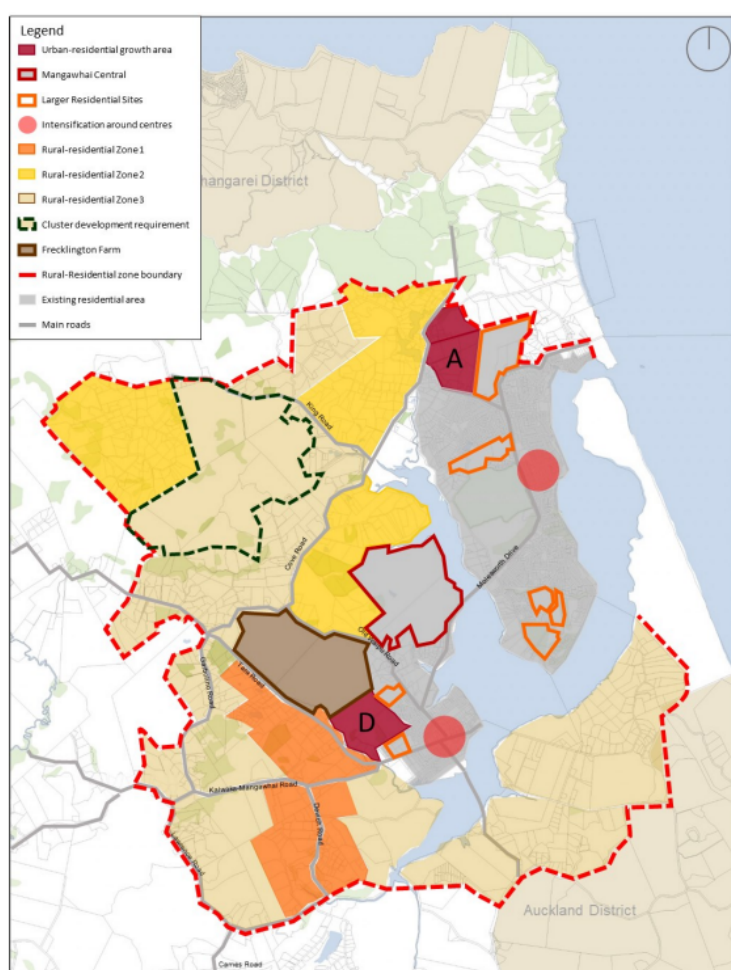 Legend
Urban-residential growth area
Mangawhai Central
Larger Residential Sites
Intensification around centres
Rural-residential Zone 1
Rural-residential Zone 2
Rural-residential Zone 3
Cluster development requirement
Frecklington Farm
Rural-Residential zone boundary
Existing residential area
Main roads
hangarei District
A
King Road
Cove Road
Molesworth Drive
Tara Road
D
Kaiwaka-Mangawhai Road
Devich Road
Auckland District
Cames Road